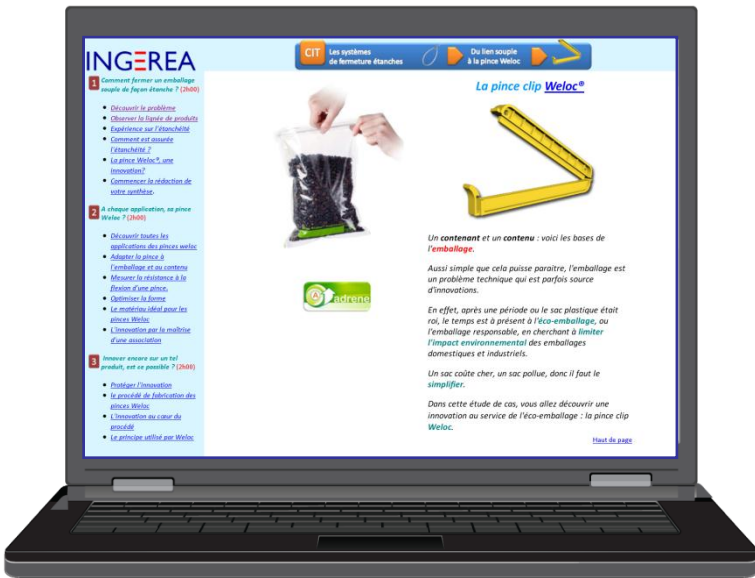 INGEREA
CIT
Les systèmes
de fermeture étanches
Du lien souple
à la pince Weloc
1
Comment fermer un emballage
souple de façon étanche ? (2h00)
Découvrir le problème
Observer la lignée de produits
Expérience sur l'étanchéité
Comment est assurée
l'étanchéité ?
La pince Weloc®, une
innovation?
Commencer la rédaction de
votre synthèse.
2
A chaque application, sa pince
Weloc ? (2h00)
Découvrir toutes les
applications des pinces weloc
Adapter la pince à
l'emballage et au contenu
Mesurer la résistance à la
flexion d'une pince.
Optimiser la forme
Le matériau idéal pour les
pinces Weloc
L'innovation par la maîtrise
d'une association
3
Innover encore sur un tel
produit, est ce possible ? (2h00)
Protéger l'innovation
le procédé de fabrication des
pinces Weloc
L'innovation au cœur du
procédé
Le principe utilisé par Weloc
A
adrene
La pince clip Weloc®
Un contenant et un contenu : voici les bases de
l'emballage.
Aussi simple que cela puisse paraitre, l'emballage est
un problème technique qui est parfois source
d'innovations.
En effet, après une période ou le sac plastique était
roi, le temps est à présent à l'éco-emballage, ou
l'emballage responsable, en cherchant à limiter
l'impact environnemental des emballages
domestiques et industriels.
Un sac coûte cher, un sac pollue, donc il faut le
simplifier.
Dans cette étude de cas, vous allez découvrir une
innovation au service de l'éco-emballage : la pince clip
Weloc.
Haut de page